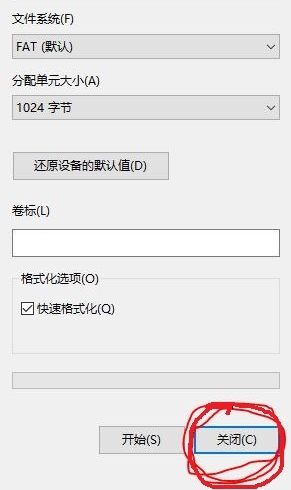 文件系统(F)
FAT (默认)
分配单元大小(A)
1024 字节
还原设备的默认值(D)
卷标(L)
格式化选项(O)
快速格式化(Q)
开始(S) 关闭(C)